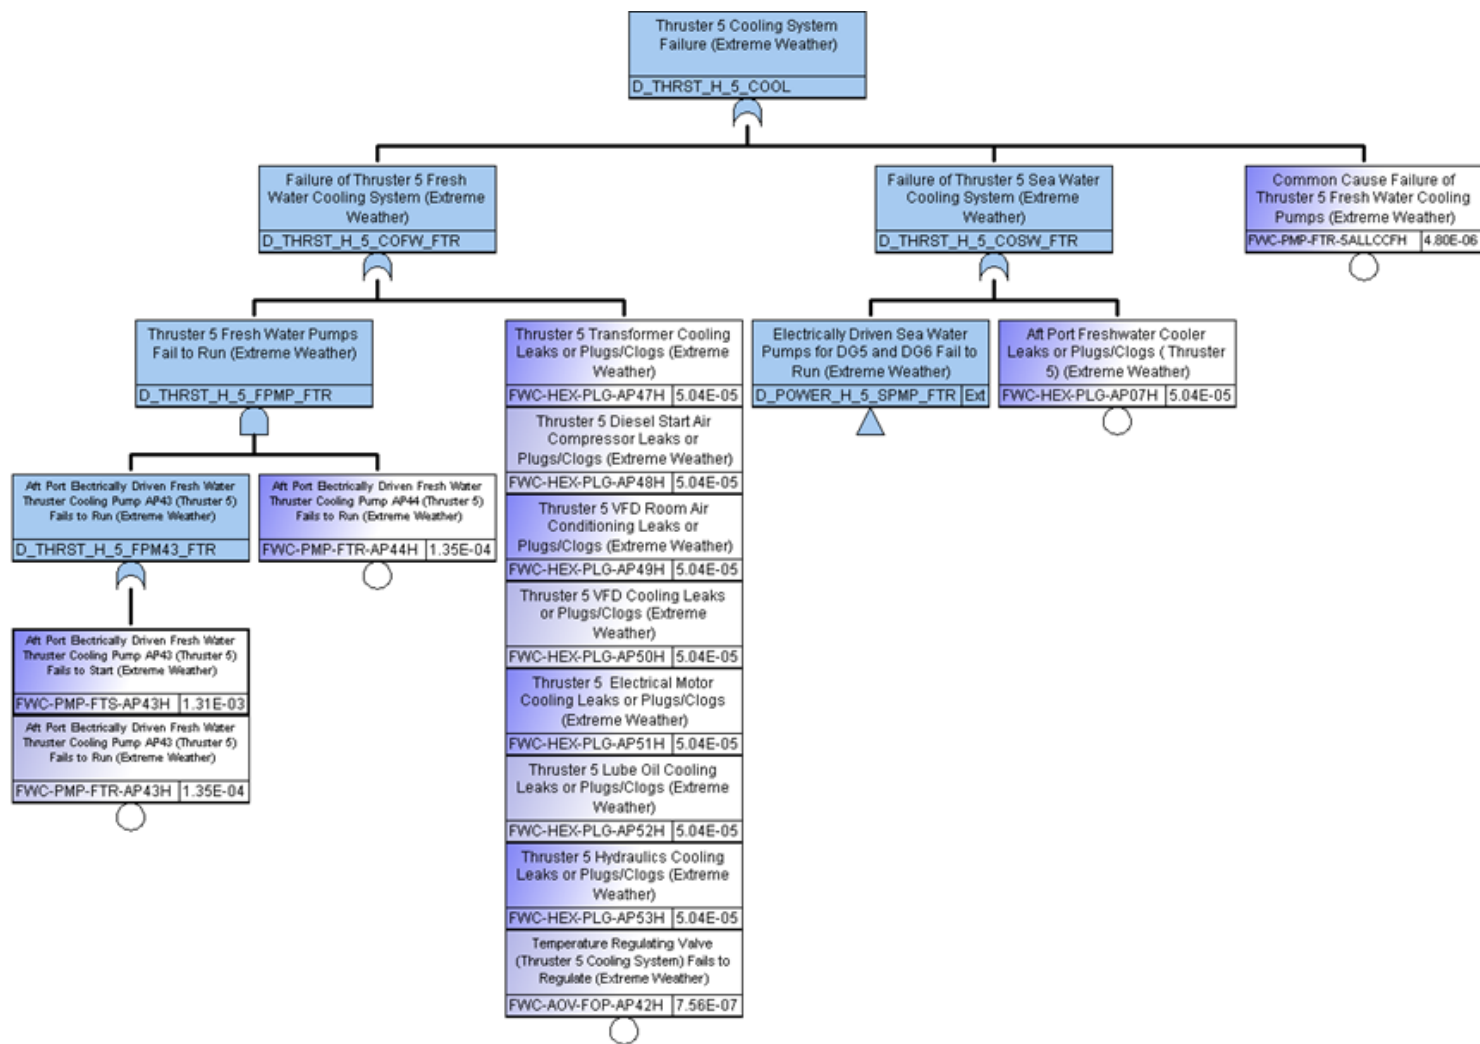 Thruster 5 Cooling System
Failure (Extreme Weather)
D_THRST_H_5_COOL
Failure of Thruster 5 Fresh
Water Cooling System (Extreme
Weather)
D_THRST_H_5_COFW_FTR
Failure of Thruster 5 Sea Water
Cooling System (Extreme
Weather)
D_THRST_H_5_COSW_FTR
Common Cause Failure of
Thruster 5 Fresh Water Cooling
Pumps (Extreme Weather)
FWC-PMP-FTR-5ALLCCFH 4.80E-06
Thruster 5 Fresh Water Pumps
Fail to Run (Extreme Weather)
D_THRST_H_5_FPMP_FTR
Thruster 5 Transformer Cooling
Leaks or Plugs/Clogs (Extreme
Weather)
FWC-HEX-PLG-AP47H 5.04E-05
Thruster 5 Diesel Start Air
Compressor Leaks or
Plugs/Clogs (Extreme Weather)
FWC-HEX-PLG-AP48H 5.04E-05
Thruster 5 VFD Room Air
Conditioning Leaks or
Plugs/Clogs (Extreme Weather)
FWC-HEX-PLG-AP49H 5.04E-05
Thruster 5 VFD Cooling Leaks
or Plugs/Clogs (Extreme
Weather)
FWC-HEX-PLG-AP50H 5.04E-05
Thruster 5 Electrical Motor
Cooling Leaks or Plugs/Clogs
(Extreme Weather)
FWC-HEX-PLG-AP51H 5.04E-05
Thruster 5 Lube Oil Cooling
Leaks or Plugs/Clogs (Extreme
Weather)
FWC-HEX-PLG-AP52H 5.04E-05
Thruster 5 Hydraulics Cooling
Leaks or Plugs/Clogs (Extreme
Weather)
FWC-HEX-PLG-AP53H 5.04E-05
Temperature Regulating Valve
(Thruster 5 Cooling System) Fails to
Regulate (Extreme Weather)
FWC-AOV-FOP-AP42H 7.56E-07
Electrically Driven Sea Water
Pumps for DG5 and DG6 Fail to
Run (Extreme Weather)
D_POWER_H_5_SPMP_FTR Ext
Aft Port Freshwater Cooler
Leaks or Plugs/Clogs ( Thruster
5) (Extreme Weather)
FWC-HEX-PLG-AP07H 5.04E-05
Aft Port Electrically Driven Fresh Water
Thruster Cooling Pump AP43 (Thruster 5)
Fails to Run (Extreme Weather)
D_THRST_H_5_FPM43_FTR
Aft Port Electrically Driven Fresh Water
Thruster Cooling Pump AP44 (Thruster 5)
Fails to Run (Extreme Weather)
FWC-PMP-FTR-AP44H 1.35E-04
Aft Port Electrically Driven Fresh Water
Thruster Cooling Pump AP43 (Thruster 5)
Fails to Start (Extreme Weather)
FWC-PMP-FTS-AP43H 1.31E-03
Aft Port Electrically Driven Fresh Water
Thruster Cooling Pump AP43 (Thruster 5)
Fails to Run (Extreme Weather)
FWC-PMP-FTR-AP43H 1.35E-04